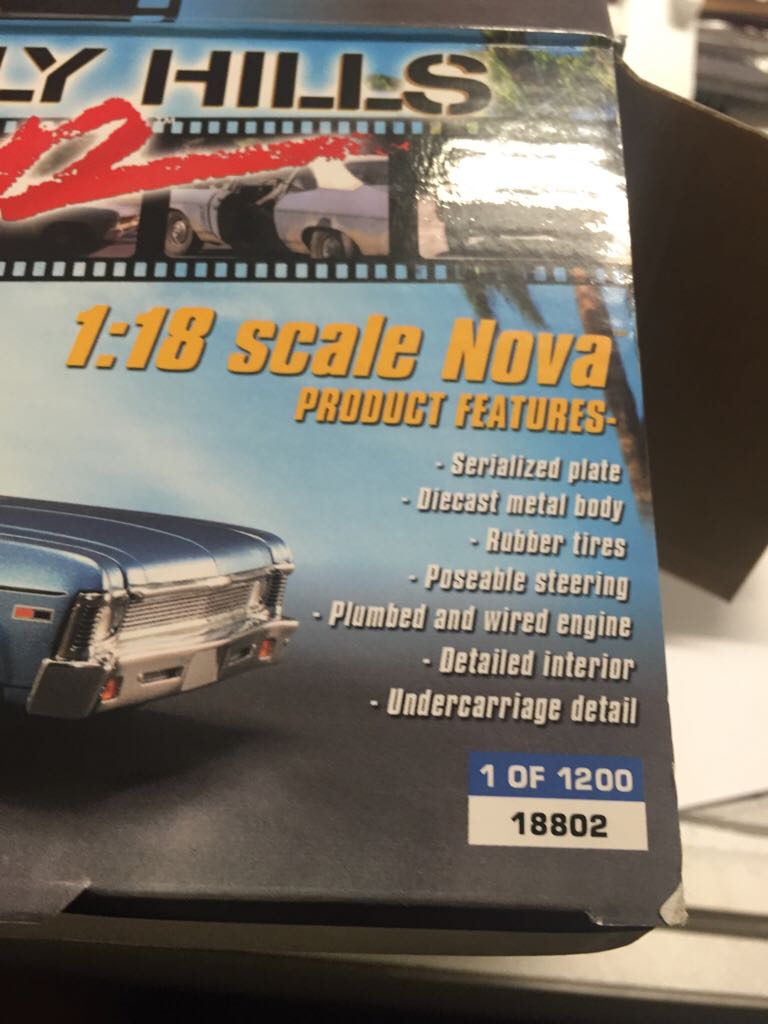 LY HILLS
1:18 scale Nova
PRODUCT FEATURES-
- Serialized plate
- Diecast metal body
- Rubber tires
- Poseable steering
- Plumbed and wired engine
- Detailed interior
- Undercarriage detail
1 OF 1200
18802